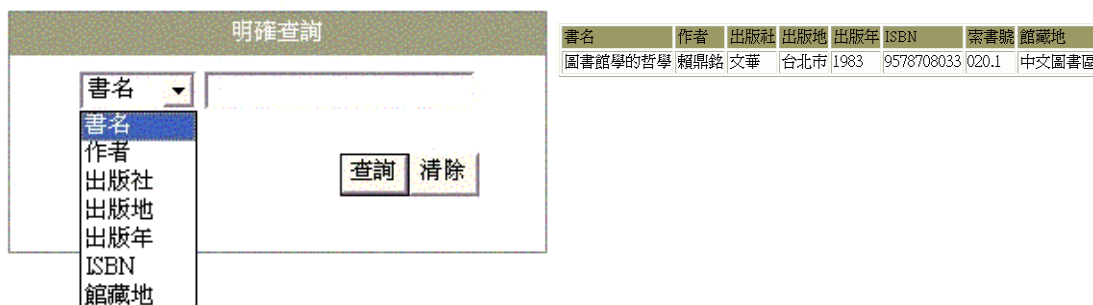 明確查詢
書名
書名
作者
出版社
出版地
出版年
ISBN
館藏地
查詢 清除
書名 作者 出版社 出版地 出版年 ISBN 索書號 館藏地
圖書館學的哲學 賴鼎銘 文華 台北市 1983 9578708033 020.1 中文圖書區